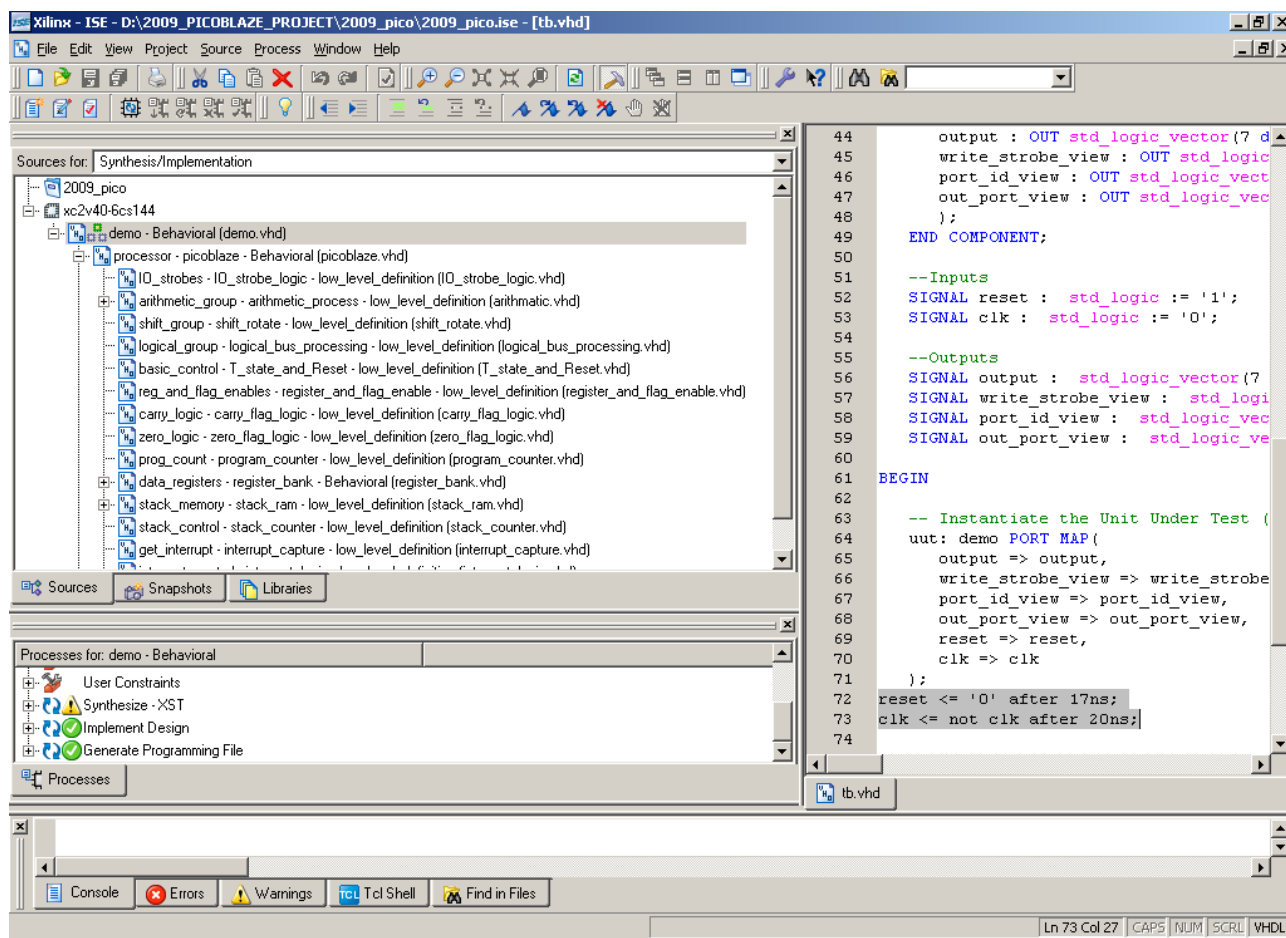 Xilinx - ISE - D:\2009_PICOBLAZE_PROJECT\2009_pico\2009_pico.ise - [tb.vhd]
File Edit View Project Source Process Window Help
Sources for: Synthesis/Implementation
2009_pico
xc2v40-6cs144
demo - Behavioral (demo.vhd)
processor - picoblaze - Behavioral (picoblaze.vhd)
IO_strobes - IO_strobe_logic - low_level_definition (IO_strobe_logic.vhd)
arithmetic_group - arithmetic_process - low_level_definition (arithmatic.vhd)
shift_group - shift_rotate - low_level_definition (shift_rotate.vhd)
logical_group - logical_bus_processing - low_level_definition (logical_bus_processing.vhd)
basic_control - T_state_and_Reset - low_level_definition (T_state_and_Reset.vhd)
reg_and_flag_enables - register_and_flag_enable - low_level_definition (register_and_flag_enable.vhd)
carry_logic - carry_flag_logic - low_level_definition (carry_flag_logic.vhd)
zero_logic - zero_flag_logic - low_level_definition (zero_flag_logic.vhd)
prog_count - program_counter - low_level_definition (program_counter.vhd)
data_registers - register_bank - Behavioral (register_bank.vhd)
stack_memory - stack_ram - low_level_definition (stack_ram.vhd)
stack_control - stack_counter - low_level_definition (stack_counter.vhd)
get_interrupt - interrupt_capture - low_level_definition (interrupt_capture.vhd)
Sources Snapshots Libraries
Processes for: demo - Behavioral
User Constraints
Synthesize - XST
Implement Design
Generate Programming File
Processes
44 output : OUT std_logic_vector(7 d
45 write_strobe_view : OUT std_logic
46 port_id_view : OUT std_logic_vect
47 out_port_view : OUT std_logic_vec
48 );
49 END COMPONENT;
50
51 --Inputs
52 SIGNAL reset : std_logic := '1';
53 SIGNAL clk : std_logic := '0';
54
55 --Outputs
56 SIGNAL output : std_logic_vector(7
57 SIGNAL write_strobe_view : std_logi
58 SIGNAL port_id_view : std_logic_vec
59 SIGNAL out_port_view : std_logic_ve
60
61 BEGIN
62
63 -- Instantiate the Unit Under Test (
64 uut: demo PORT MAP(
65 output => output,
66 write_strobe_view => write_strobe
67 port_id_view => port_id_view,
68 out_port_view => out_port_view,
69 reset => reset,
70 clk => clk
71 );
72 reset <= '0' after 17ns;
73 clk <= not clk after 20ns;
74
tb.vhd
Console Errors Warnings Tcl Shell Find in Files
Ln 73 Col 27 CAPS NUM SCRL VHDL